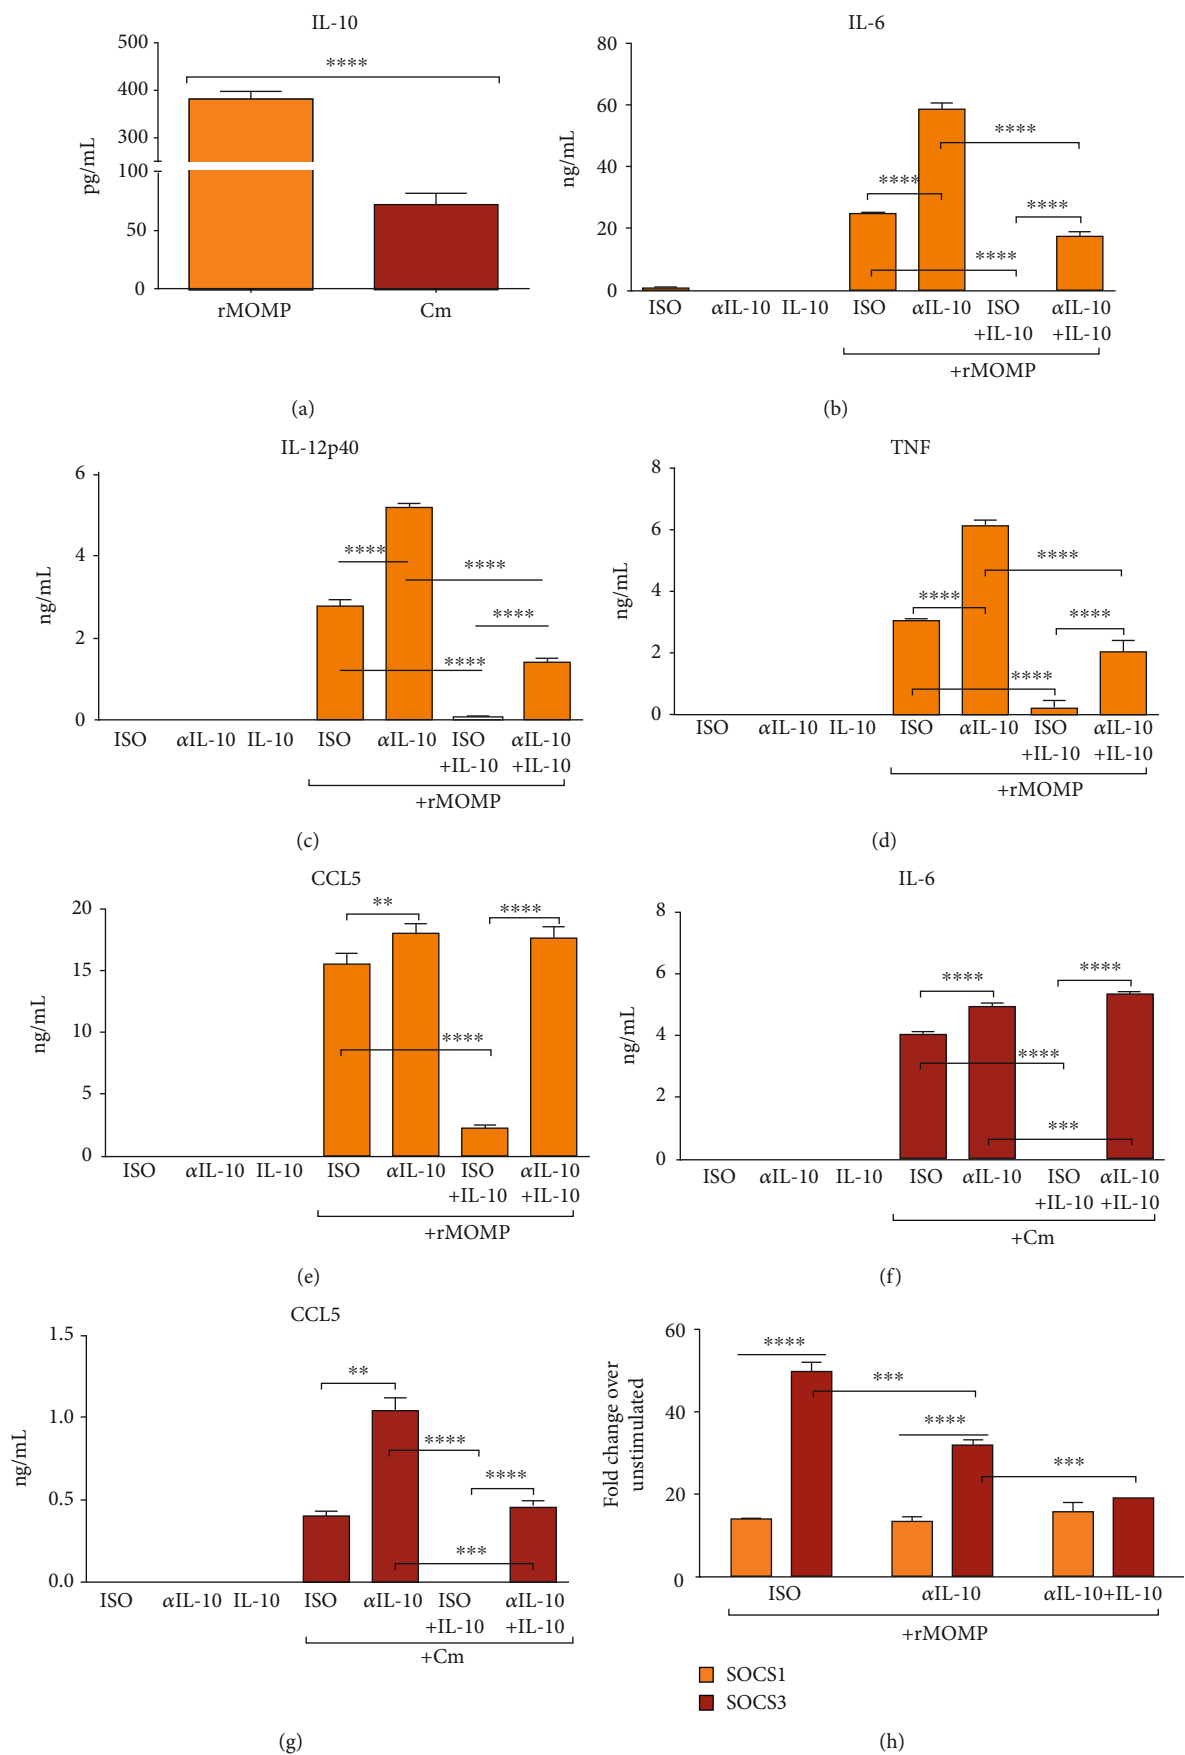 IL-10
500
400
300
100
50
0
pg/mL
****
rMOMP Cm
(a)
IL-6
80
60
40
20
0
ng/mL
****
****
****
****
ISO αIL-10 IL-10 ISO αIL-10 ISO αIL-10
+IL-10 +IL-10
+rMOMP
(b)
IL-12p40
6
4
2
0
ng/mL
****
****
****
****
ISO αIL-10 IL-10 ISO αIL-10 ISO αIL-10
+IL-10 +IL-10
+rMOMP
(c)
TNF
8
6
4
2
0
ng/mL
****
****
****
****
ISO αIL-10 IL-10 ISO αIL-10 ISO αIL-10
+IL-10 +IL-10
+rMOMP
(d)
CCL5
20
15
10
5
0
ng/mL
** ****
****
ISO αIL-10 IL-10 ISO αIL-10 ISO αIL-10
+IL-10 +IL-10
+rMOMP
(e)
IL-6
8
6
4
2
0
ng/mL
****
****
****
***
ISO αIL-10 IL-10 ISO αIL-10 ISO αIL-10
+IL-10 +IL-10
+Cm
(f)
CCL5
1.5
1.0
0.5
0.0
ng/mL
**
****
****
***
ISO αIL-10 IL-10 ISO αIL-10 ISO αIL-10
+IL-10 +IL-10
+Cm
(g)
60
40
20
0
Fold change over
unstimulated
****
***
****
***
ISO αIL-10 αIL-10+IL-10
+rMOMP
SOCS1
SOCS3
(h)